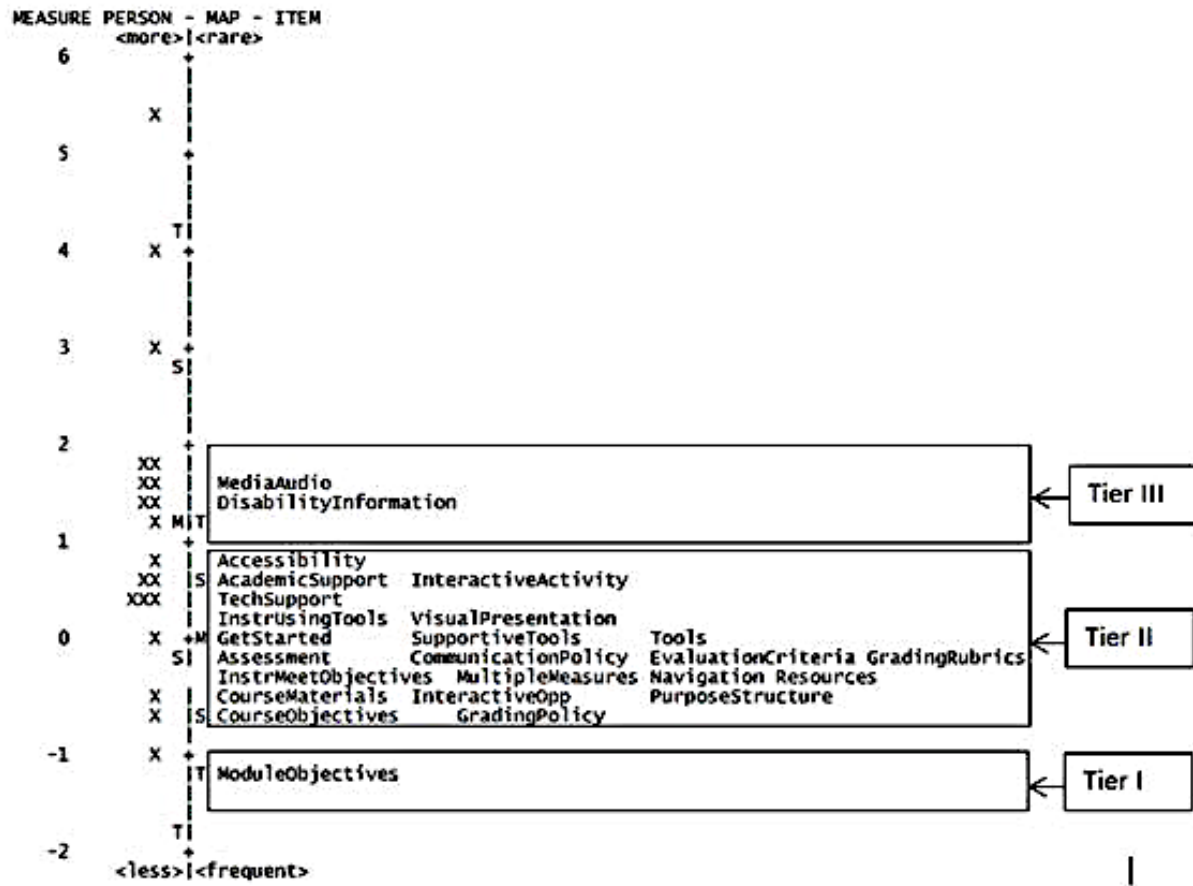 MEASURE PERSON - MAP - ITEM
<more>|<rare>
6 +
X |
5 +
T|
4 X +
3 X +
S|
2 +
XX |
XX | MediaAudio
XX | DisabilityInformation
X M|T
Tier III
1 +
X | Accessibility
XX |S AcademicSupport InteractiveActivity
XXX | TechSupport
| InstrUsingTools VisualPresentation
0 X +M GetStarted SupportiveTools Tools
Tier II
S| Assessment CommunicationPolicy EvaluationCriteria GradingRubrics
| InstrMeetObjectives MultipleMeasures Navigation Resources
X | CourseMaterials InteractiveOpp PurposeStructure
X |S CourseObjectives GradingPolicy
-1 X +
|T ModuleObjectives
Tier I
T|
-2 +
<less>|<frequent>